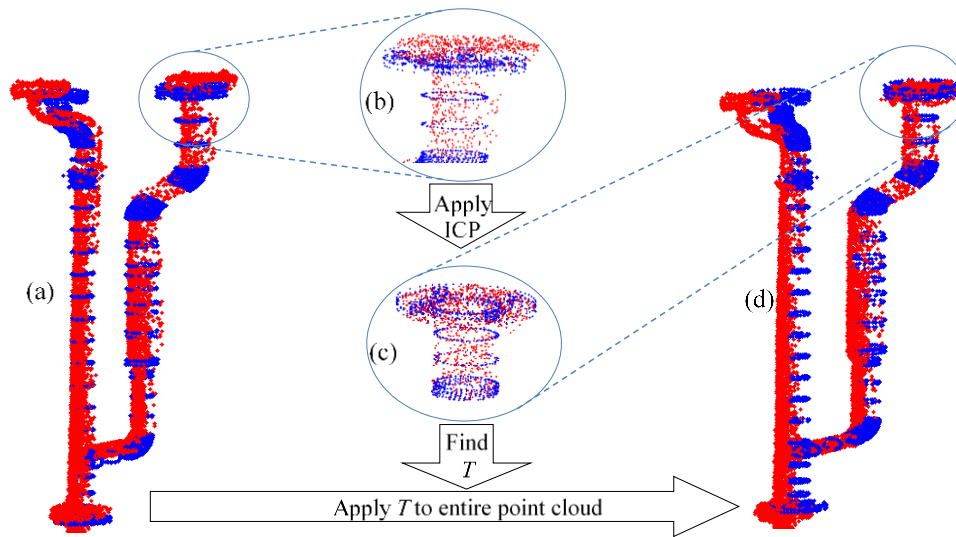 (a)
(b)
Apply
ICP
(c)
(d)
Find
T
Apply T to entire point cloud